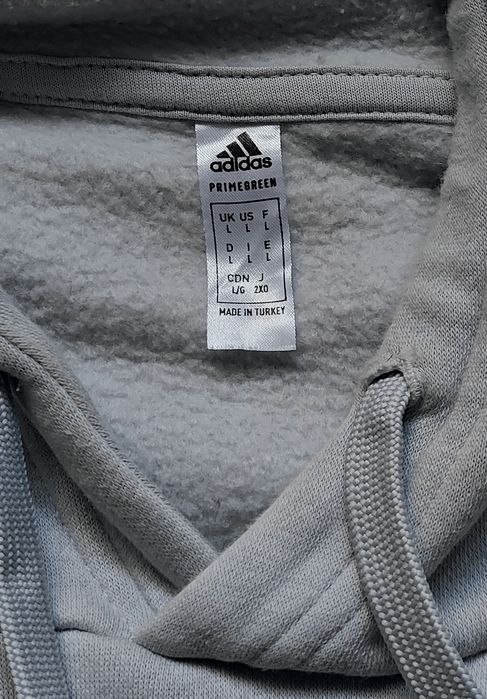 adidas
PRIMEGREEN
UK US F
L L L
D I E
L L L
CDN J
L/G 2XO
MADE IN TURKEY